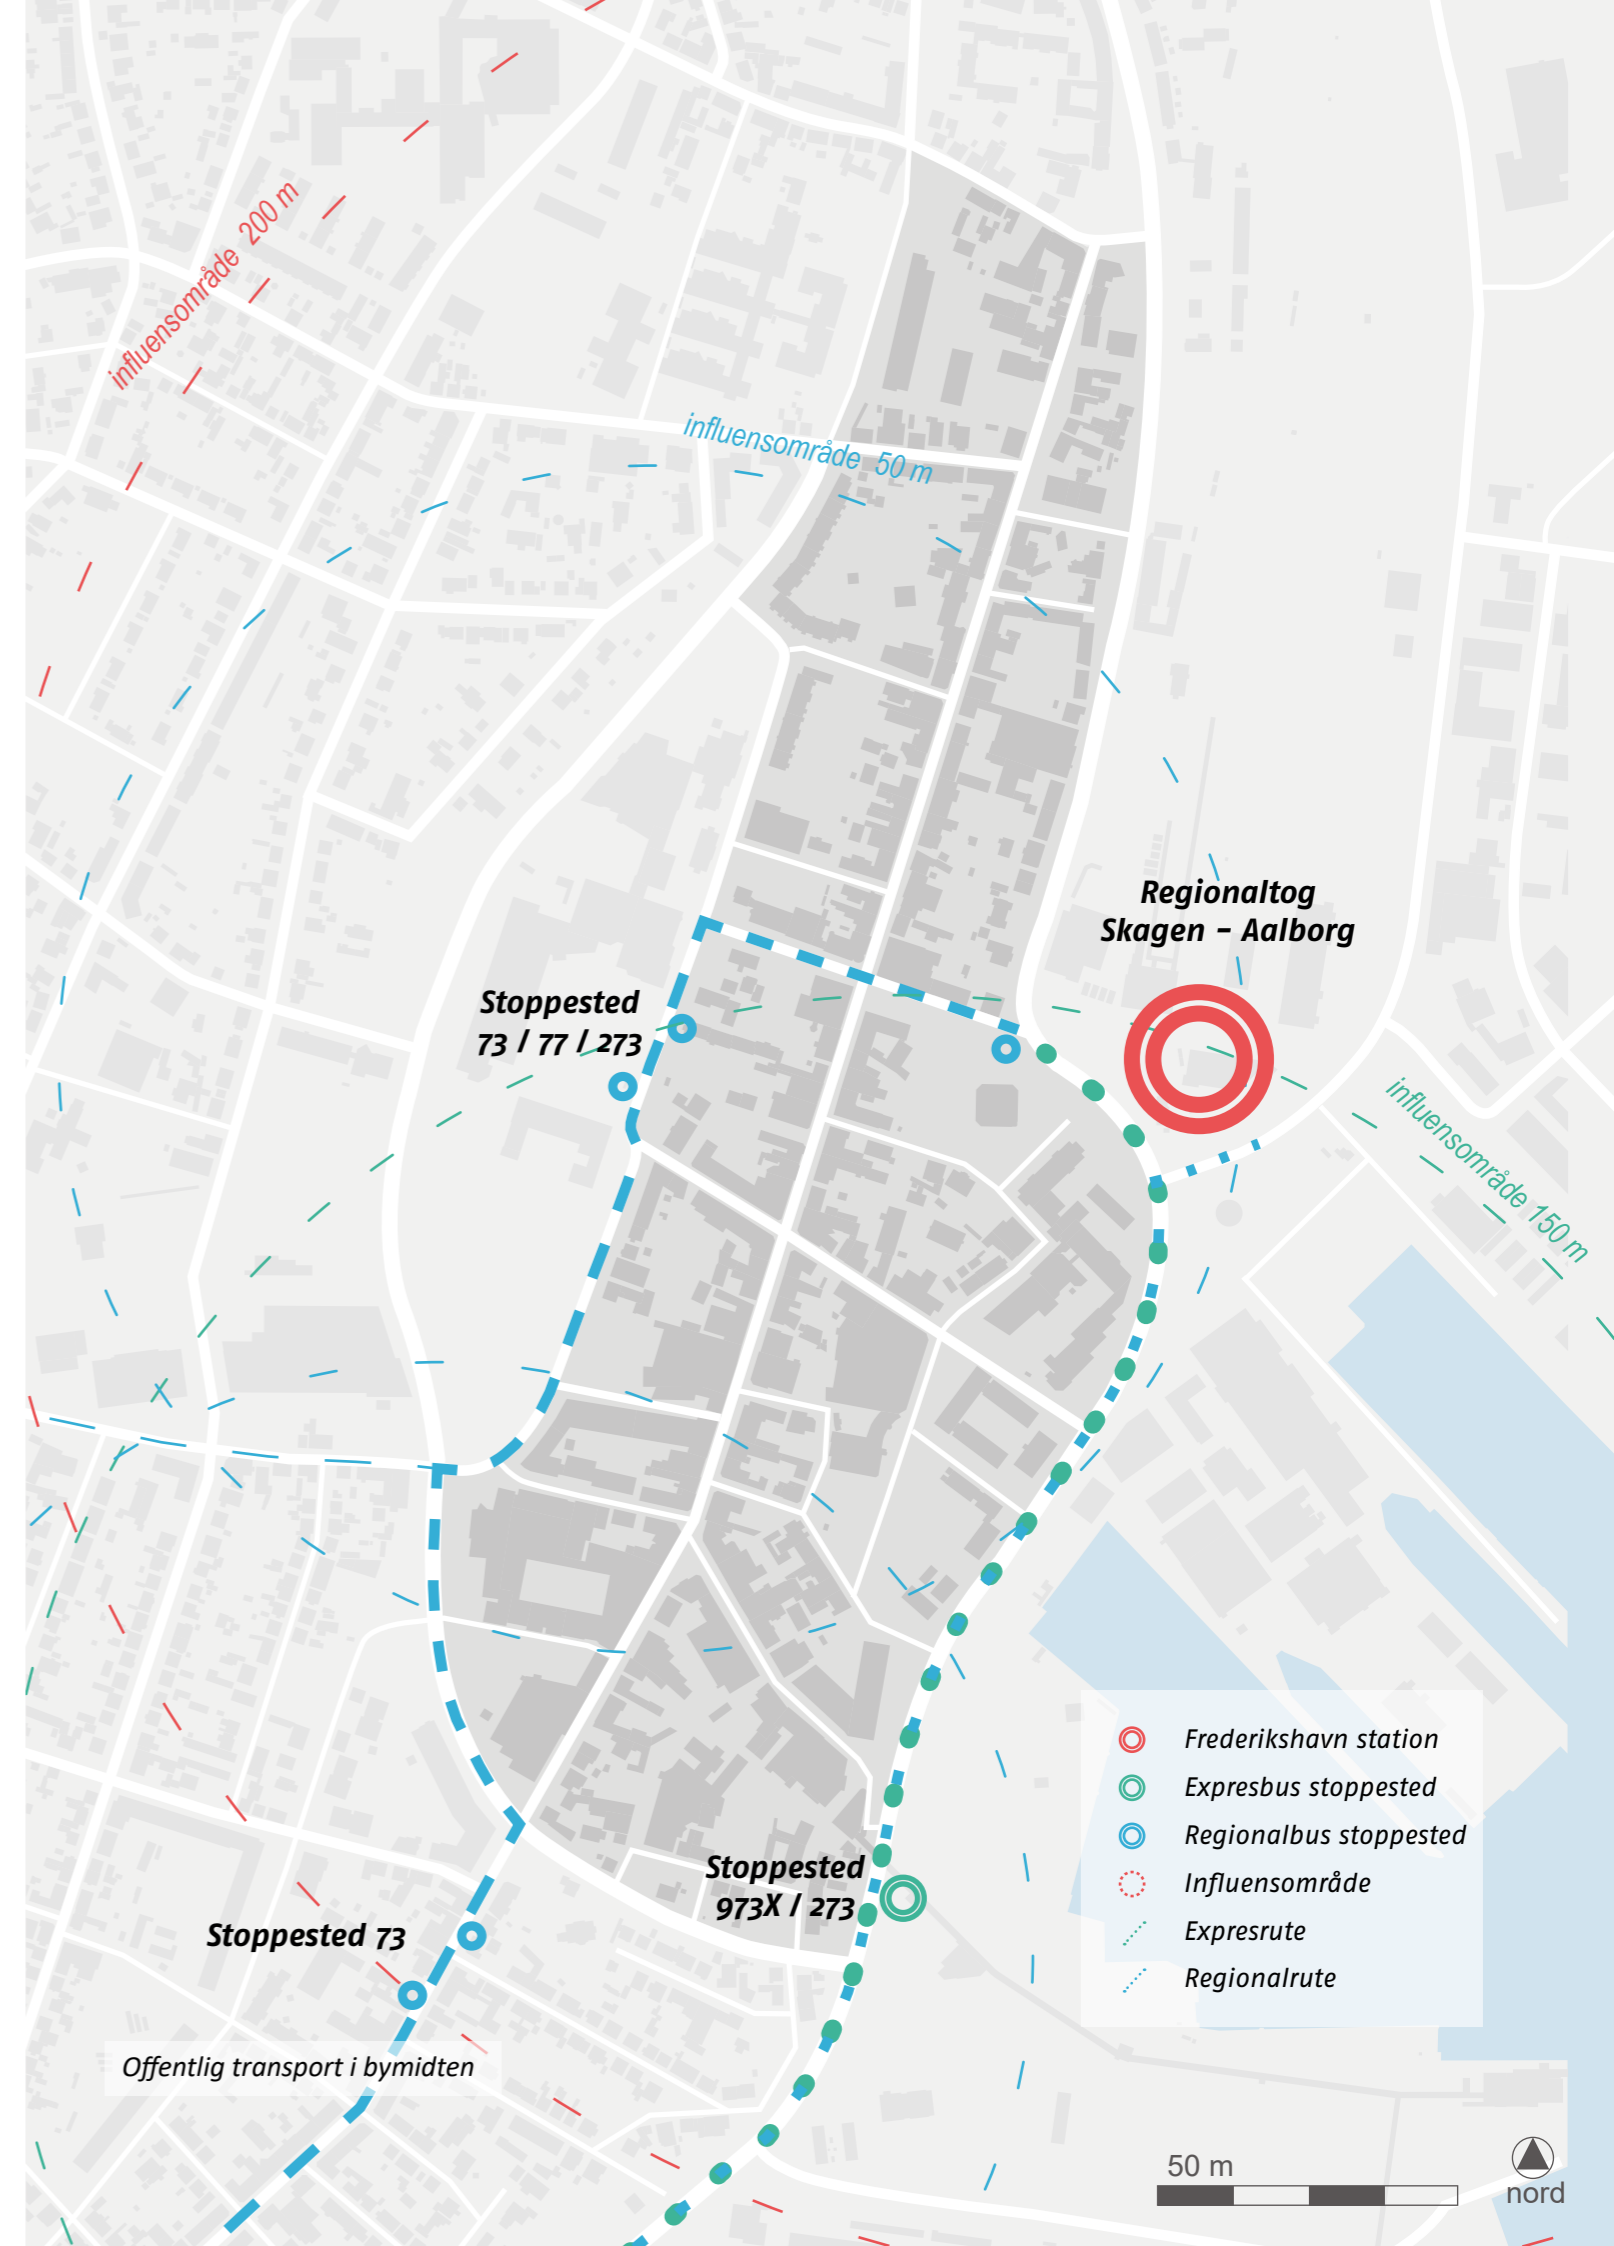 influensområde 200 m
influensområde 50 m
Regionaltog
Skagen – Aalborg
Stoppested
73 / 77 / 273
influensområde 150 m
Frederikshavn station
Expresbus stoppested
Regionalbus stoppested
Influensområde
Expresrute
Regionalrute
Stoppested
973X / 273
Stoppested 73
Offentlig transport i bymidten
50 m
nord